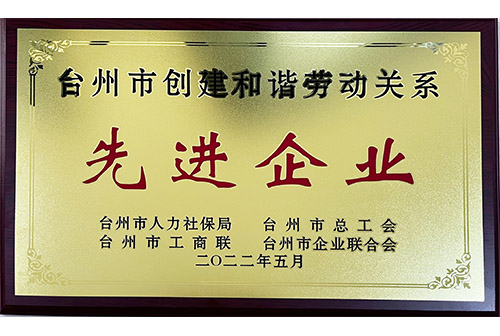 台州市创建和谐劳动关系
先进企业
台州市人力社保局 台州市总工会
台州市工商联 台州市企业联合会
二〇二二年五月